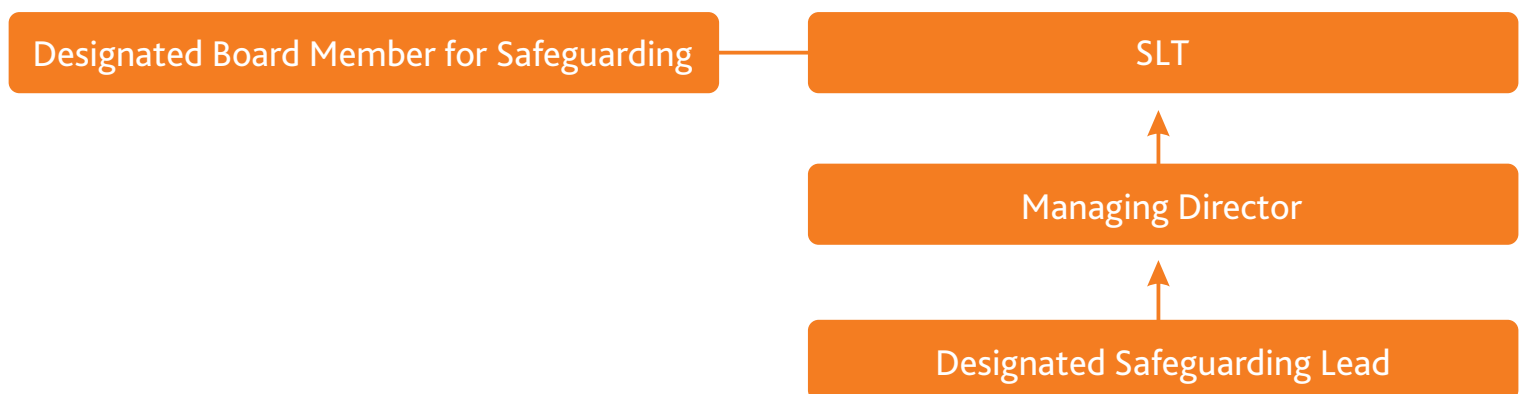 Designated Board Member for Safeguarding
SLT
Managing Director
Designated Safeguarding Lead